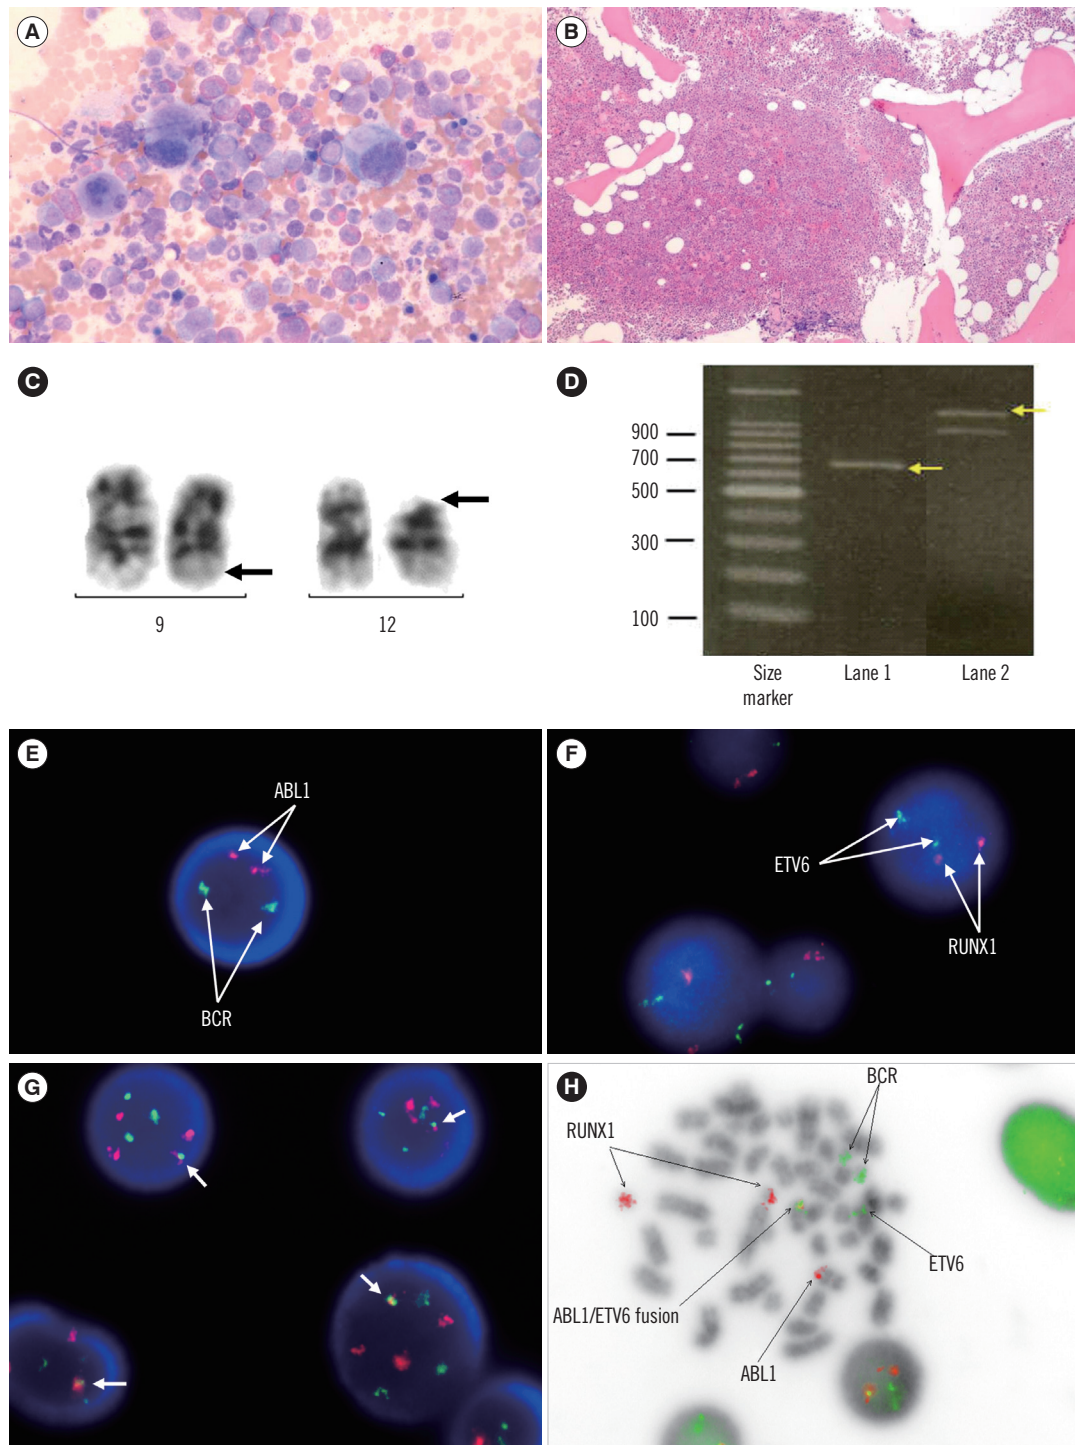 A
B
C
9
12
D
900
700
500
300
100
Size
marker
Lane 1
Lane 2
E
ABL1
BCR
F
ETV6
RUNX1
G
H
BCR
RUNX1
ETV6
ABL1/ETV6 fusion
ABL1